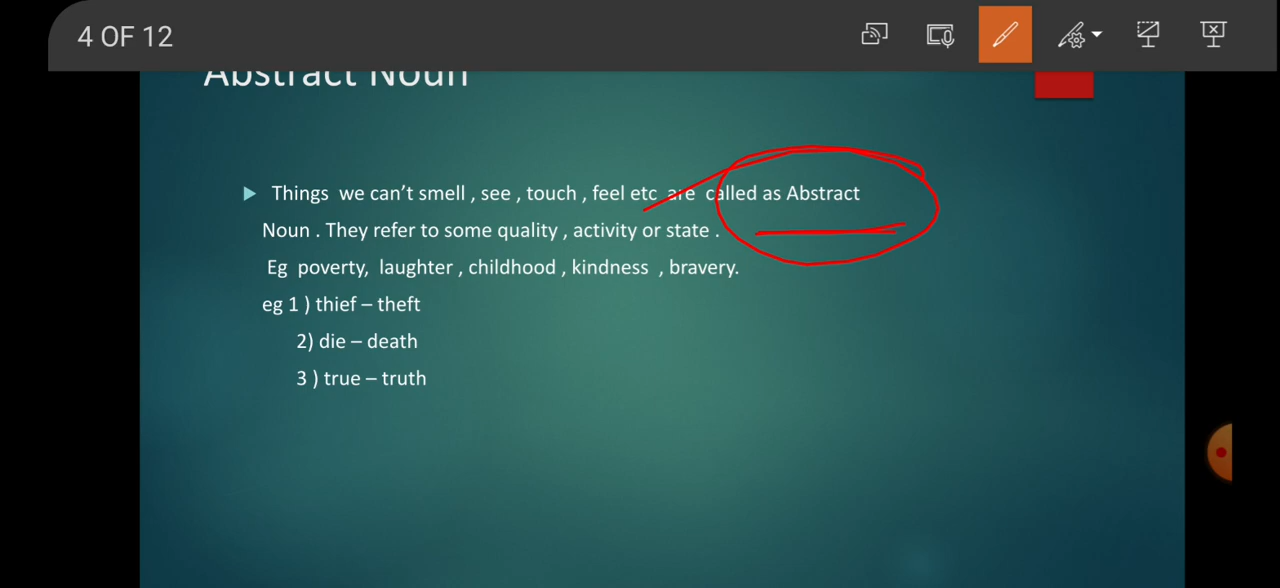 4 OF 12
Abstract Noun
Things we can't smell , see , touch , feel etc are called as Abstract
Noun . They refer to some quality , activity or state .
Eg poverty, laughter , childhood , kindness , bravery.
eg 1 ) thief – theft
2) die – death
3 ) true – truth